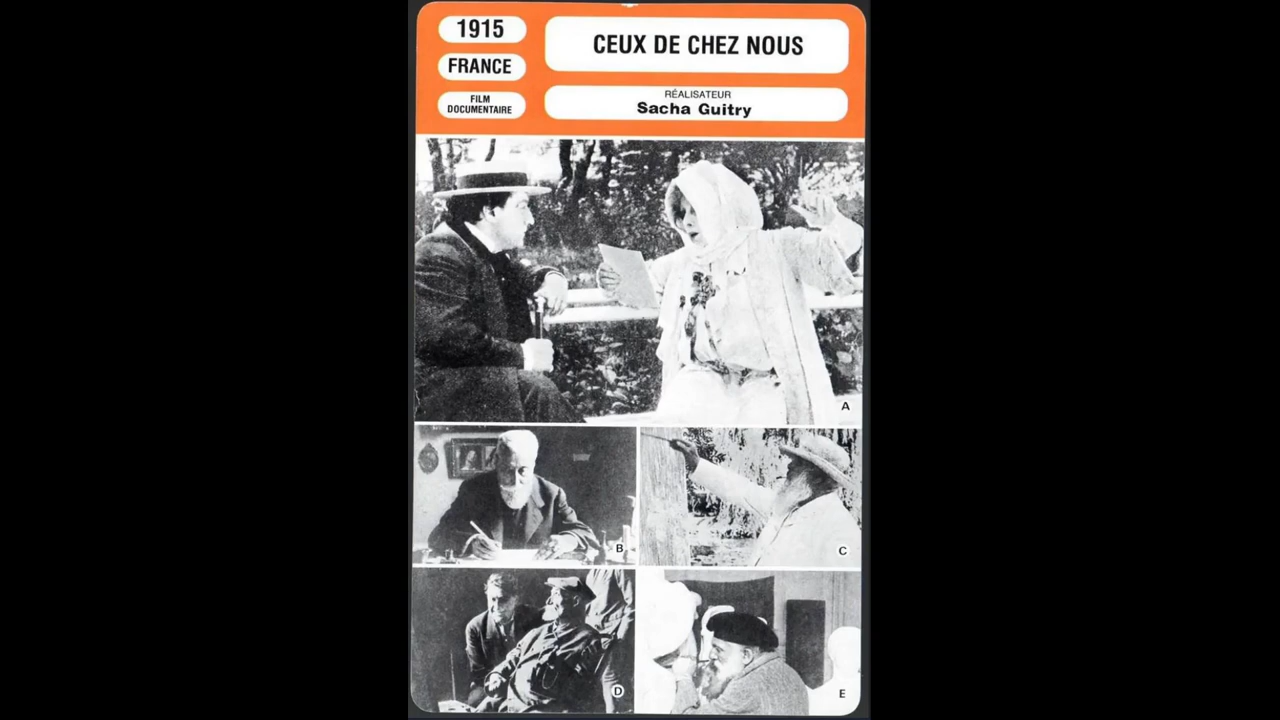 1915
FRANCE
FILM
DOCUMENTAIRE
CEUX DE CHEZ NOUS
RÉALISATEUR
Sacha Guitry
A
B
C
D
E